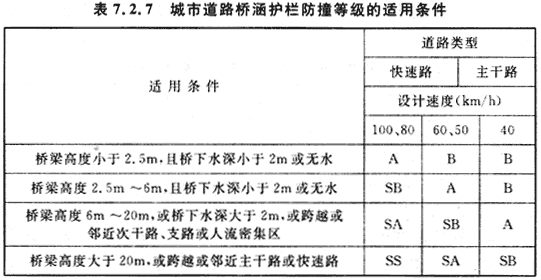 表 7.2.7 城市道路桥涵护栏防撞等级的适用条件
适用条件
道路类型
快速路 主干路
设计速度(km/h)
100、80 60、50 40
桥梁高度小于 2.5m,且桥下水深小于 2m 或无水 A B B
桥梁高度 2.5m～6m,且桥下水深小于 2m 或无水 SB A B
桥梁高度 6m～20m,或桥下水深大于 2m,或跨越或
邻近次干路、支路或人流密集区 SA SB A
桥梁高度大于 20m,或跨越或邻近主干路或快速路 SS SA SB